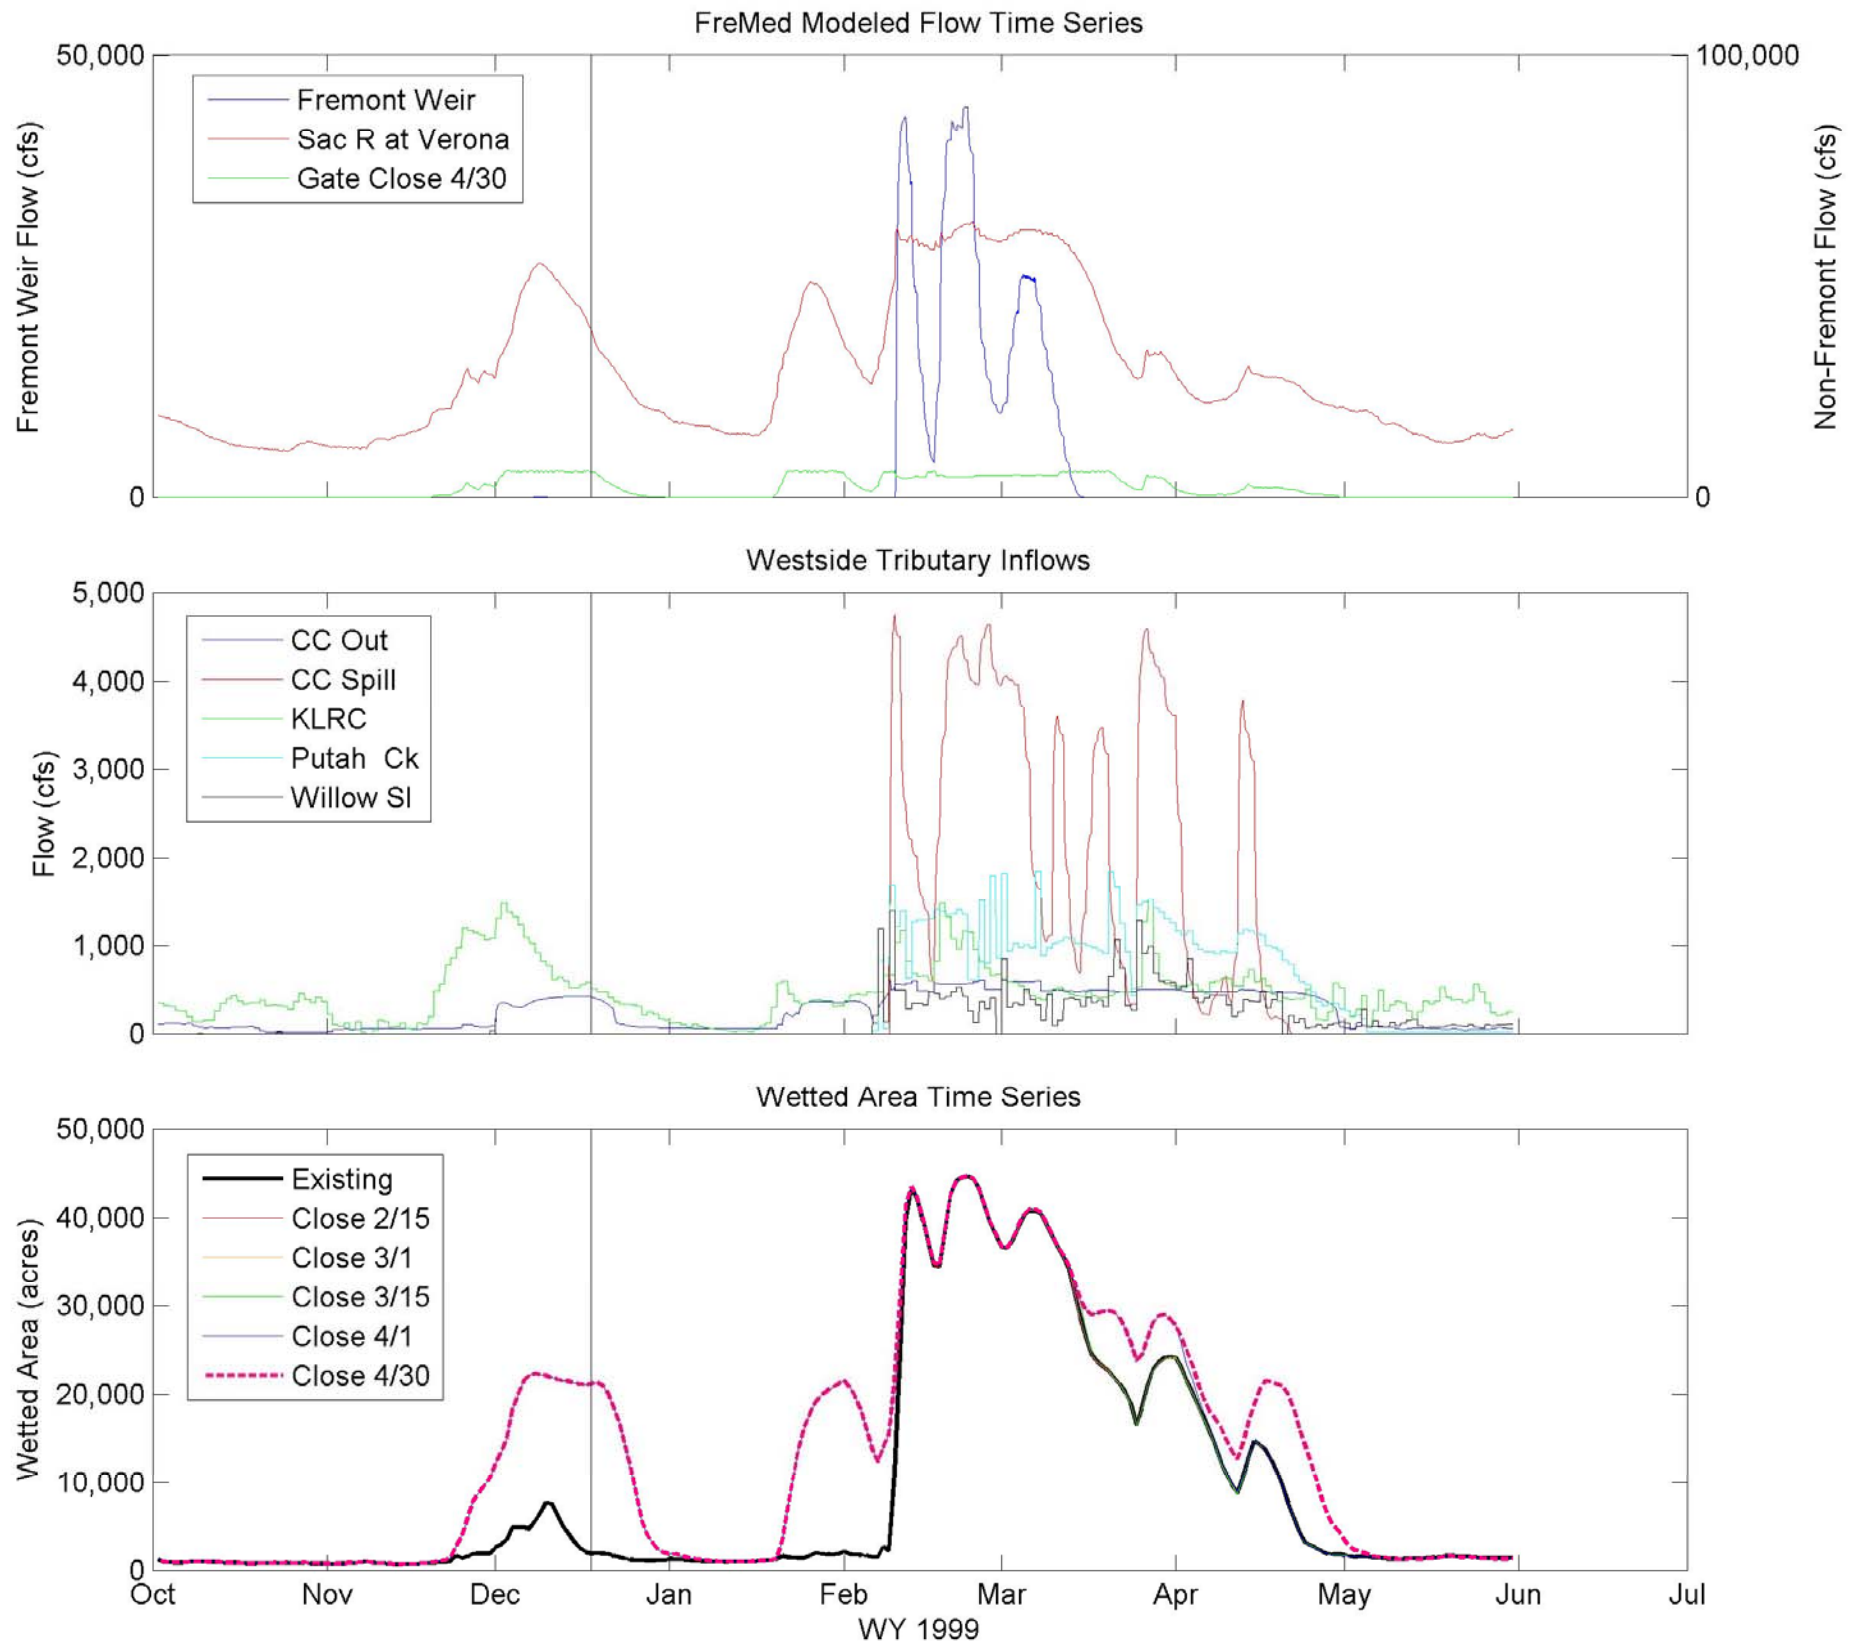 FreMed Modeled Flow Time Series
50,000
100,000
Fremont Weir
Sac R at Verona
Gate Close 4/30
Fremont Weir Flow (cfs)
Non-Fremont Flow (cfs)
0
0
Westside Tributary Inflows
5,000
4,000
3,000
2,000
1,000
0
CC Out
CC Spill
KLRC
Putah Ck
Willow Sl
Flow (cfs)
Wetted Area Time Series
50,000
40,000
30,000
20,000
10,000
0
Existing
Close 2/15
Close 3/1
Close 3/15
Close 4/1
Close 4/30
Wetted Area (acres)
Oct Nov Dec Jan Feb Mar Apr May Jun Jul
WY 1999